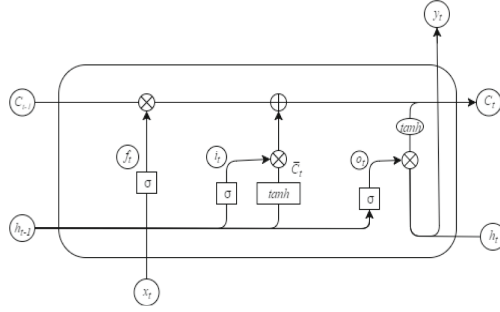 y_t
C_{t-1}
C_t
tanh
f_t
i_t
C̅_t
o_t
σ
σ
tanh
σ
h_{t-1}
h_t
x_t